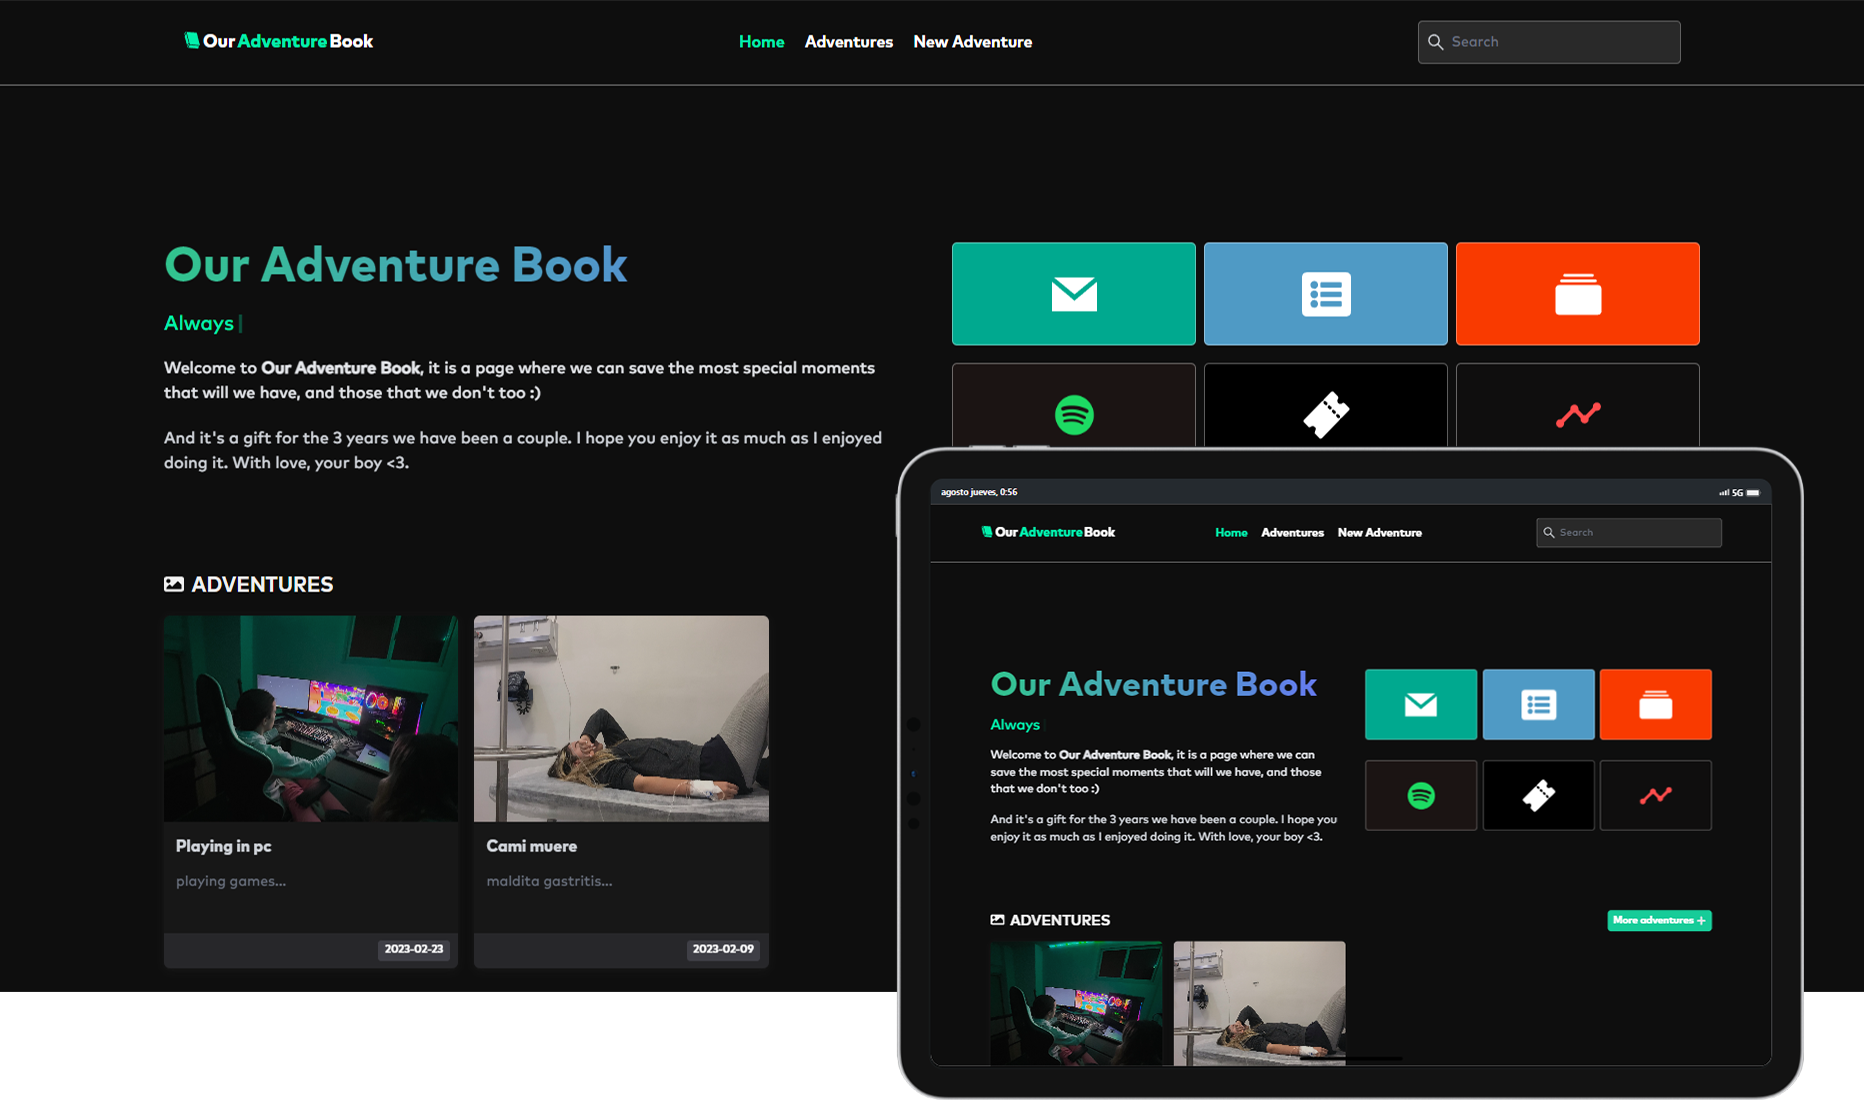 Our Adventure Book
Home Adventures New Adventure
Search
Our Adventure Book
Always
Welcome to Our Adventure Book, it is a page where we can save the most special moments
that will we have, and those that we don't too :)
And it's a gift for the 3 years we have been a couple. I hope you enjoy it as much as I enjoyed
doing it. With love, your boy <3.
ADVENTURES
Playing in pc
playing games...
2023-02-23
Cami muere
maldita gastritis...
2023-02-09
agosto jueves, 0:56
5G
Our Adventure Book
Home Adventures New Adventure
Search
Our Adventure Book
Always
Welcome to Our Adventure Book, it is a page where we can
save the most special moments that will we have, and those
that we don't too :)
And it's a gift for the 3 years we have been a couple. I hope you
enjoy it as much as I enjoyed doing it. With love, your boy <3.
ADVENTURES
More adventures +